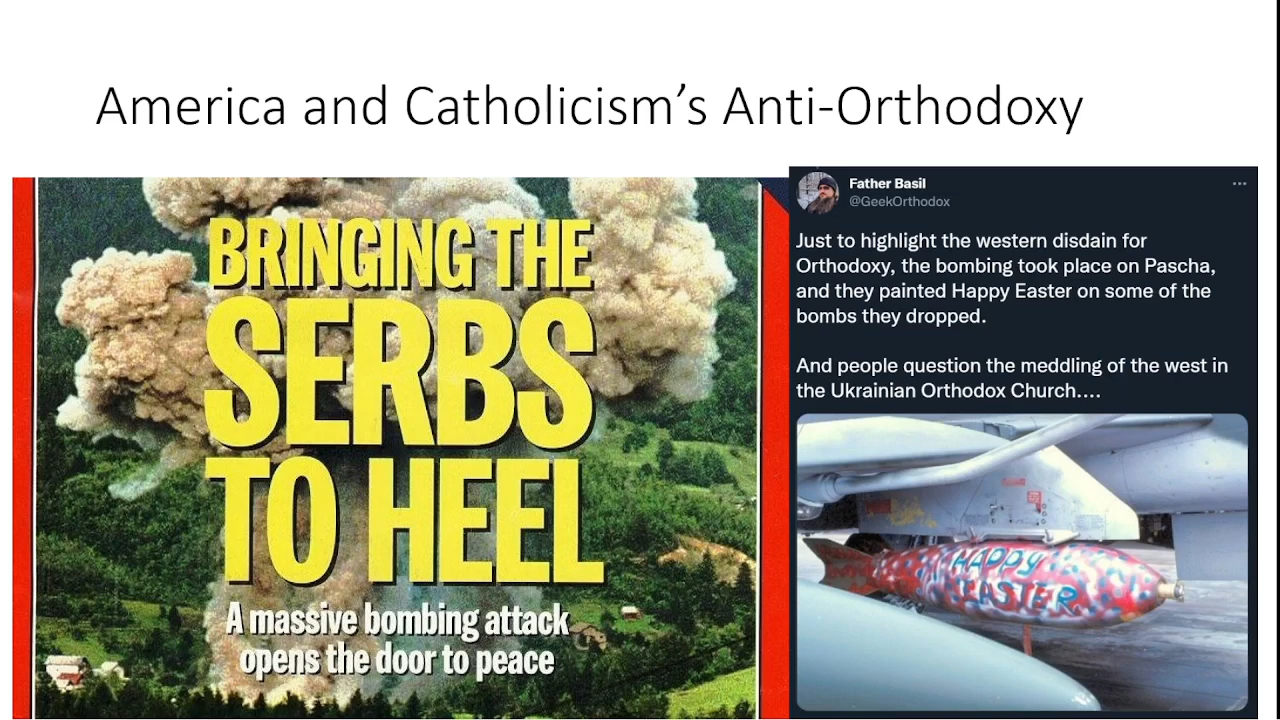 America and Catholicism’s Anti-Orthodoxy
BRINGING THE
SERBS
TO HEEL
A massive bombing attack
opens the door to peace
Father Basil
@GeekOrthodox
Just to highlight the western disdain for
Orthodoxy, the bombing took place on Pascha,
and they painted Happy Easter on some of the
bombs they dropped.
And people question the meddling of the west in
the Ukrainian Orthodox Church....
HAPPY
EASTER